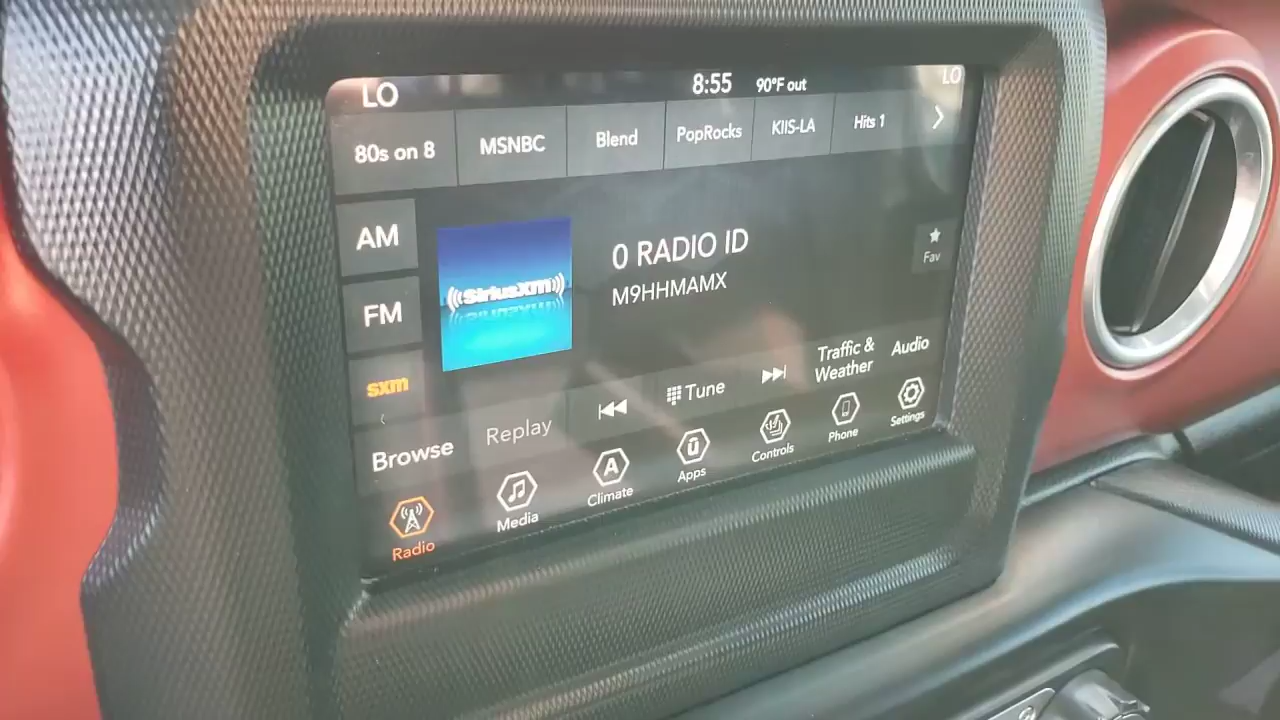 LO 8:55 90°F out LO
80s on 8 MSNBC Blend PopRocks KIIS-LA Hits 1
AM
FM
sxm
SiriusXM
0 RADIO ID
M9HHMAMX
Fav
Browse Replay Tune Traffic & Weather Audio
Radio Media Climate Apps Controls Phone Settings